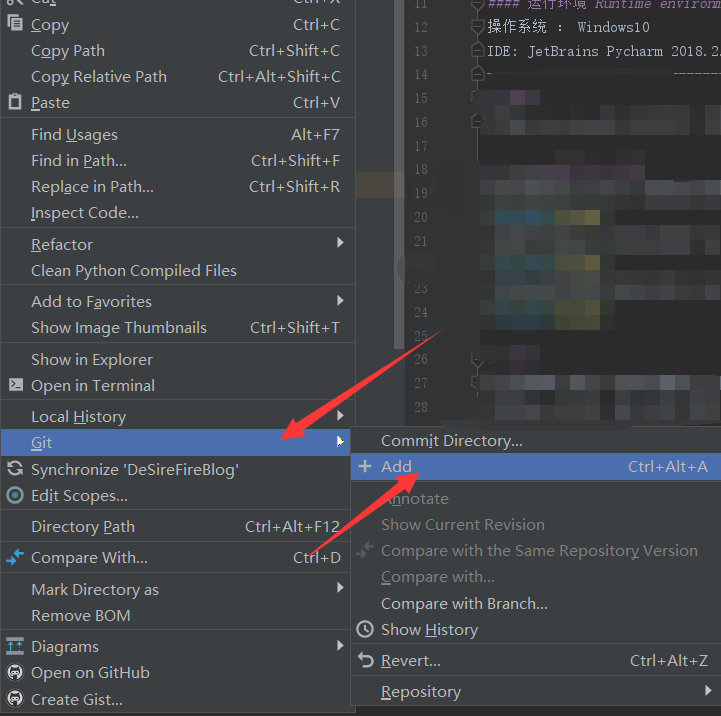 Cut Ctrl+X
Copy Ctrl+C
Copy Path Ctrl+Shift+C
Copy Relative Path Ctrl+Alt+Shift+C
Paste Ctrl+V
Find Usages Alt+F7
Find in Path... Ctrl+Shift+F
Replace in Path... Ctrl+Shift+R
Inspect Code...
Refactor
Clean Python Compiled Files
Add to Favorites
Show Image Thumbnails Ctrl+Shift+T
Show in Explorer
Open in Terminal
Local History
Git
Synchronize 'DeSireFireBlog'
Edit Scopes...
Directory Path Ctrl+Alt+F12
Compare With... Ctrl+D
Mark Directory as
Remove BOM
Diagrams
Open on GitHub
Create Gist...
11 #### 运行环境 Runtime environm
12 操作系统 : Windows10
13 IDE: JetBrains Pycharm 2018.2.
14
15
16
17
18
19
20
21
23
24
25
26
27
28
Commit Directory...
Add Ctrl+Alt+A
Annotate
Show Current Revision
Compare with the Same Repository Version
Compare with...
Compare with Branch...
Show History
Revert... Ctrl+Alt+Z
Repository